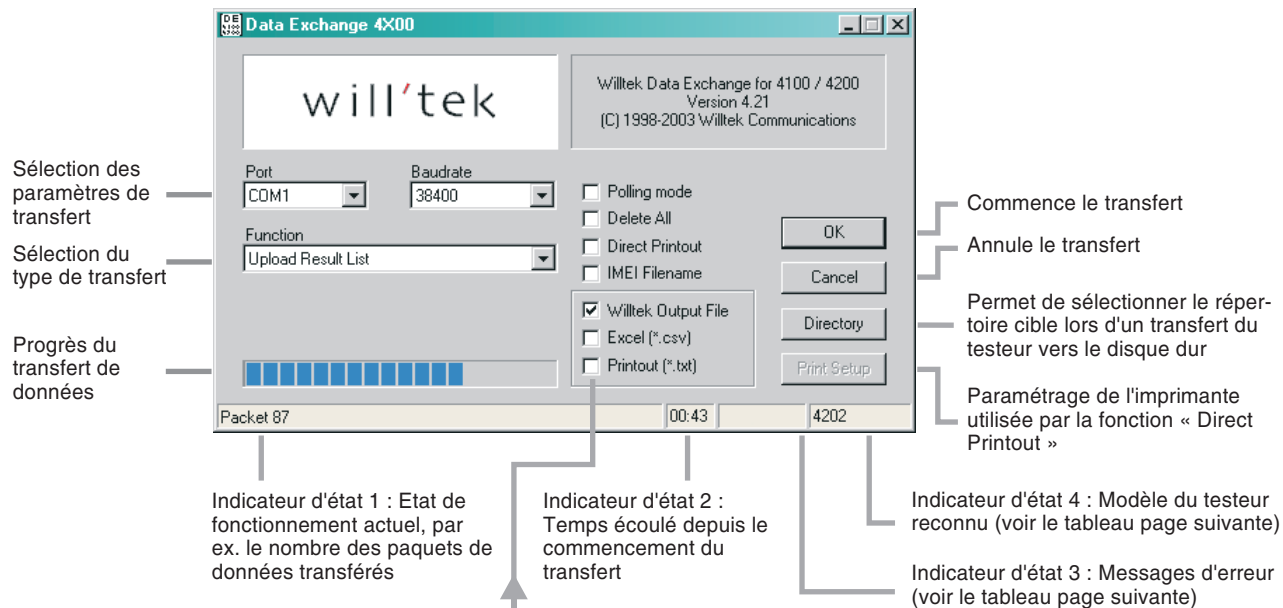 Data Exchange 4X00
will'tek
Willtek Data Exchange for 4100 / 4200
Version 4.21
(C) 1998-2003 Willtek Communications
Sélection des
paramètres de
transfert
Port
Baudrate
COM1
38400
Polling mode
Delete All
Direct Printout
IMEI Filename
OK
Commence le transfert
Sélection du
type de transfert
Function
Upload Result List
Cancel
Annule le transfert
Willtek Output File
Excel (*.csv)
Printout (*.txt)
Directory
Permet de sélectionner le réper-
toire cible lors d'un transfert du
testeur vers le disque dur
Progrès du
transfert de
données
Print Setup
Paramétrage de l'imprimante
utilisée par la fonction « Direct
Printout »
Packet 87
00:43
4202
Indicateur d'état 1 : Etat de
fonctionnement actuel, par
ex. le nombre des paquets de
données transférés
Indicateur d'état 2 :
Temps écoulé depuis le
commencement du
transfert
Indicateur d'état 4 : Modèle du testeur
reconnu (voir le tableau page suivante)
Indicateur d'état 3 : Messages d'erreur
(voir le tableau page suivante)